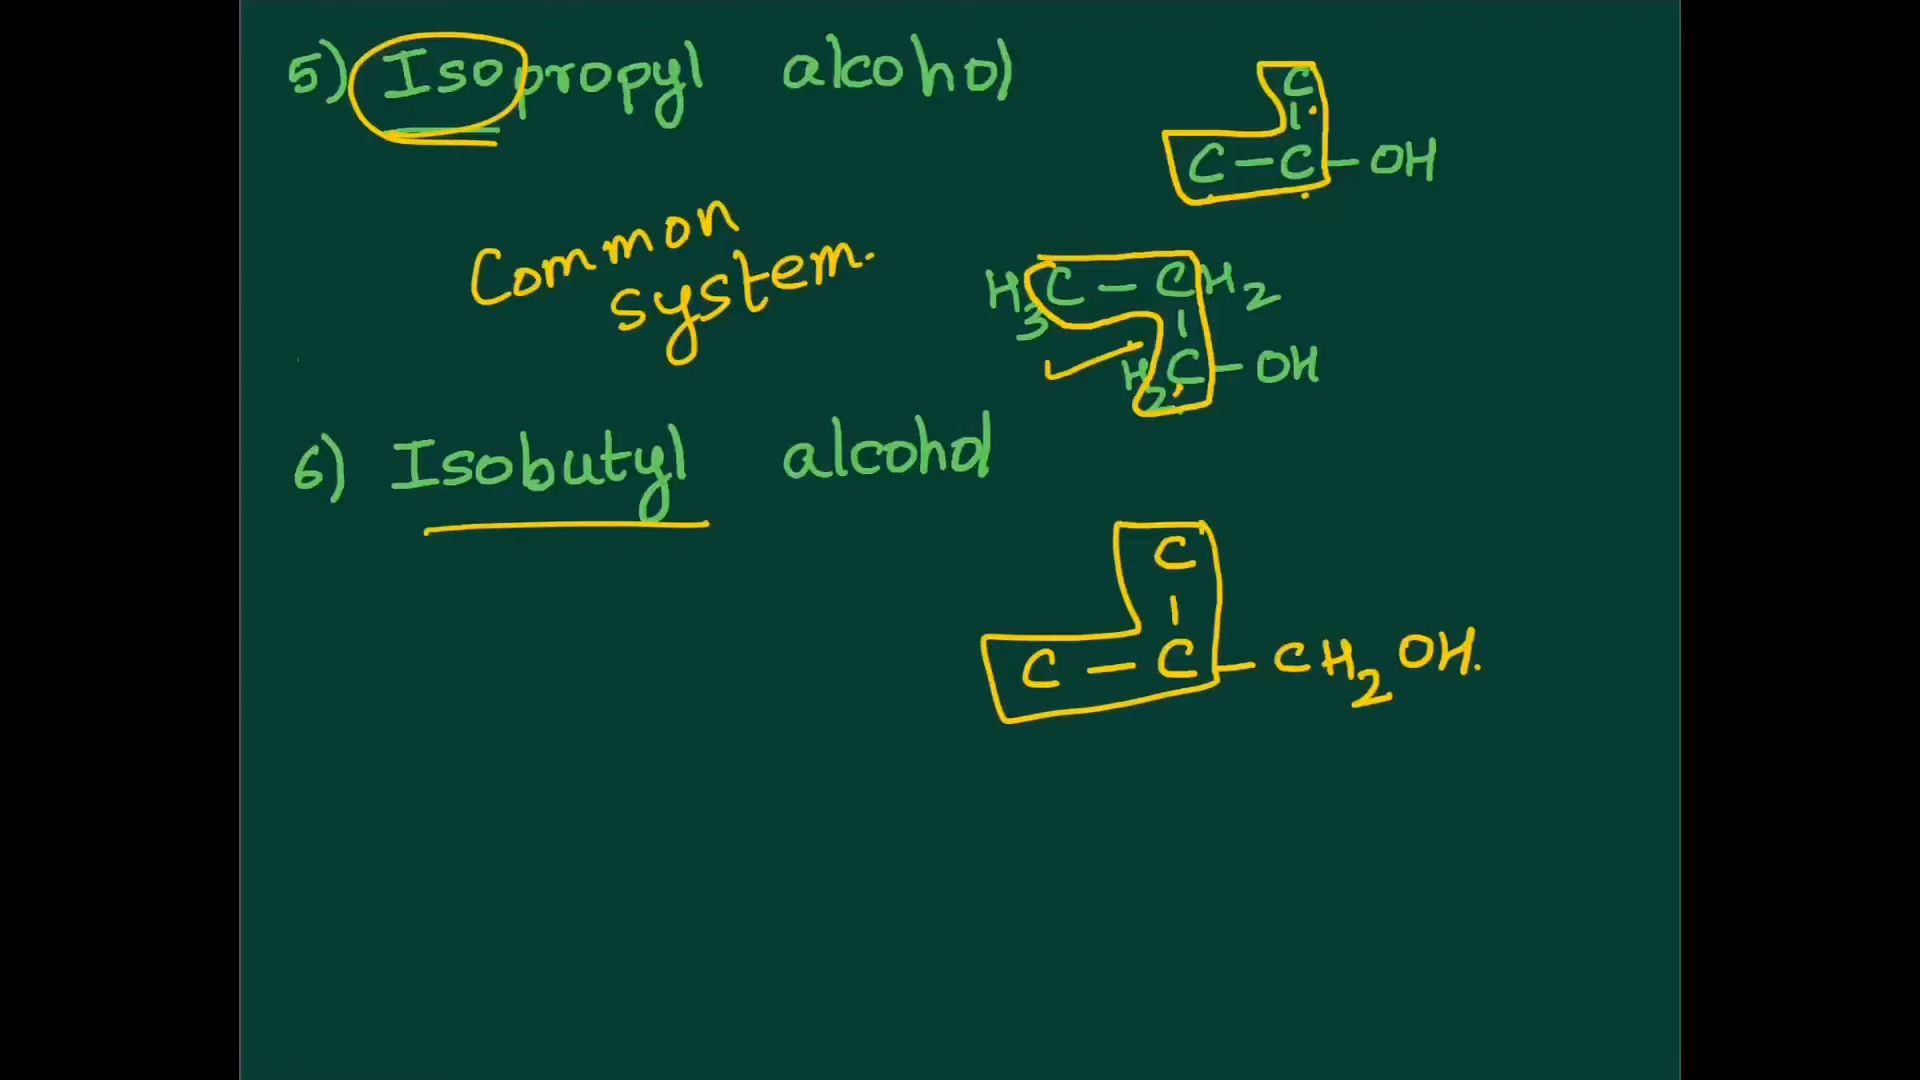 5) Isopropyl alcohol
C
C - C - OH
Common
system.
H3C - CH2
H2C - OH
6) Isobutyl alcohol
C
C - C - CH2OH.